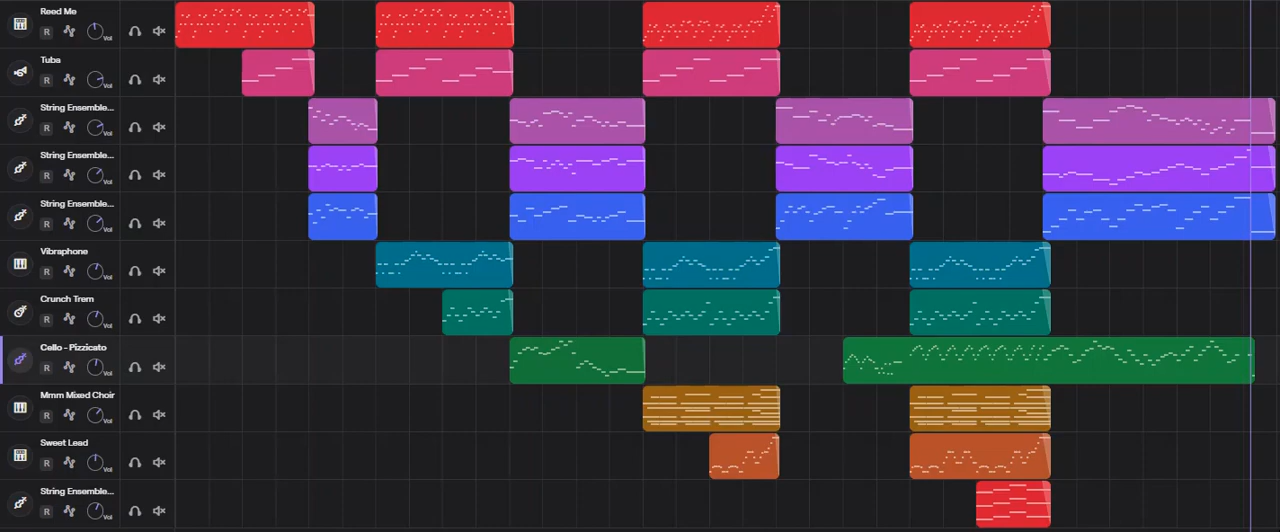 Reed Me
R Vol
Tuba
R Vol
String Ensemble...
R Vol
String Ensemble...
R Vol
String Ensemble...
R Vol
Vibraphone
R Vol
Crunch Trem
R Vol
Cello - Pizzicato
R Vol
Mmm Mixed Choir
R Vol
Sweet Lead
R Vol
String Ensemble...
R Vol